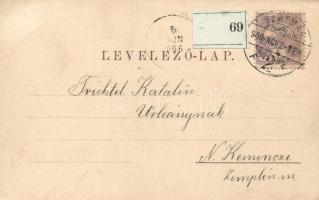 69
LEVELEZŐ-LAP.
Trichtel Katalin
Urleánynak
N. Kemencze
Zemplén m.